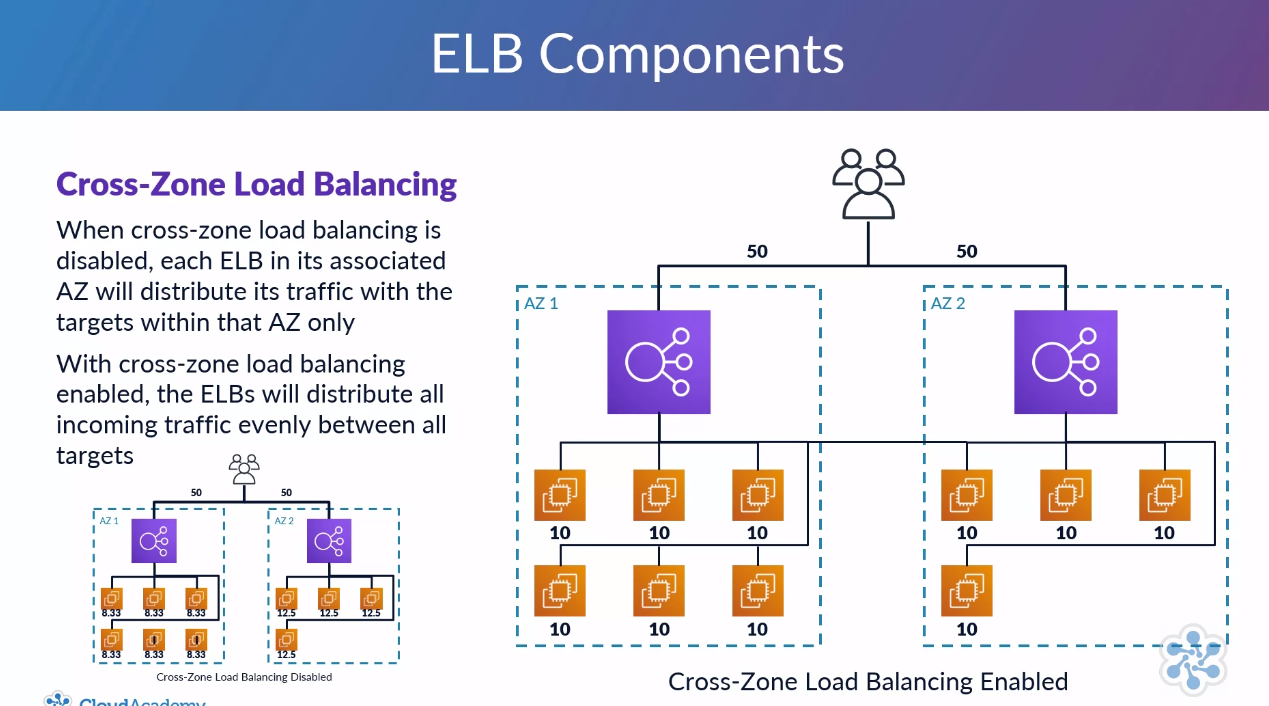 ELB Components
Cross-Zone Load Balancing
When cross-zone load balancing is
disabled, each ELB in its associated
AZ will distribute its traffic with the
targets within that AZ only
With cross-zone load balancing
enabled, the ELBs will distribute all
incoming traffic evenly between all
targets
50 50
AZ 1 AZ 2
8.33 8.33 8.33 12.5 12.5 12.5
8.33 8.33 8.33 12.5
Cross-Zone Load Balancing Disabled
50 50
AZ 1 AZ 2
10 10 10 10 10 10
10 10 10 10
Cross-Zone Load Balancing Enabled
CloudAcademy